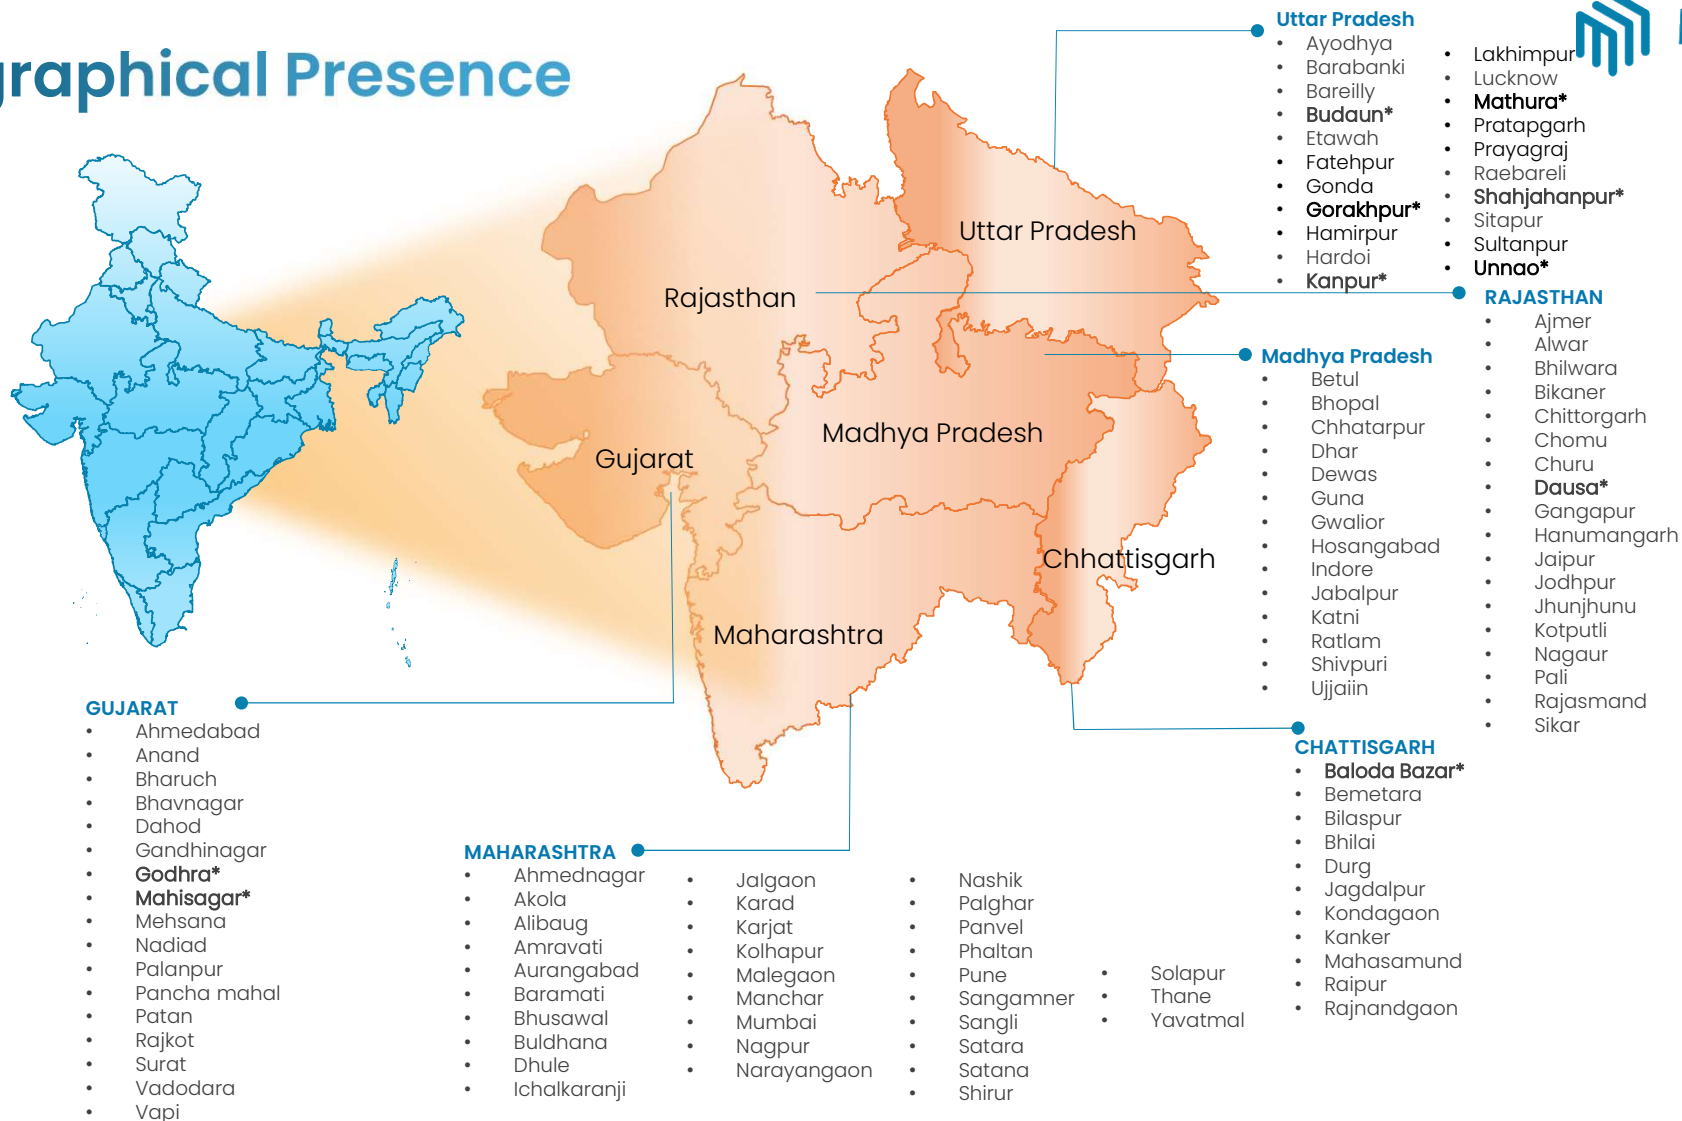 graphical Presence
Uttar Pradesh
Ayodhya
Barabanki
Bareilly
Budaun*
Etawah
Fatehpur
Gonda
Gorakhpur*
Hamirpur
Hardoi
Kanpur*
Lakhimpur
Lucknow
Mathura*
Pratapgarh
Prayagraj
Raebareli
Shahjahanpur*
Sitapur
Sultanpur
Unnao*
Uttar Pradesh
Rajasthan
Madhya Pradesh
Gujarat
Chhattisgarh
Maharashtra
RAJASTHAN
Ajmer
Alwar
Bhilwara
Bikaner
Chittorgarh
Chomu
Churu
Dausa*
Gangapur
Hanumangarh
Jaipur
Jodhpur
Jhunjhunu
Kotputli
Nagaur
Pali
Rajasmand
Sikar
Madhya Pradesh
Betul
Bhopal
Chhatarpur
Dhar
Dewas
Guna
Gwalior
Hosangabad
Indore
Jabalpur
Katni
Ratlam
Shivpuri
Ujjaiin
GUJARAT
Ahmedabad
Anand
Bharuch
Bhavnagar
Dahod
Gandhinagar
Godhra*
Mahisagar*
Mehsana
Nadiad
Palanpur
Pancha mahal
Patan
Rajkot
Surat
Vadodara
Vapi
MAHARASHTRA
Ahmednagar
Akola
Alibaug
Amravati
Aurangabad
Baramati
Bhusawal
Buldhana
Dhule
Ichalkaranji
Jalgaon
Karad
Karjat
Kolhapur
Malegaon
Manchar
Mumbai
Nagpur
Narayangaon
Nashik
Palghar
Panvel
Phaltan
Pune
Sangamner
Sangli
Satara
Satana
Shirur
Solapur
Thane
Yavatmal
CHATTISGARH
Baloda Bazar*
Bemetara
Bilaspur
Bhilai
Durg
Jagdalpur
Kondagaon
Kanker
Mahasamund
Raipur
Rajnandgaon